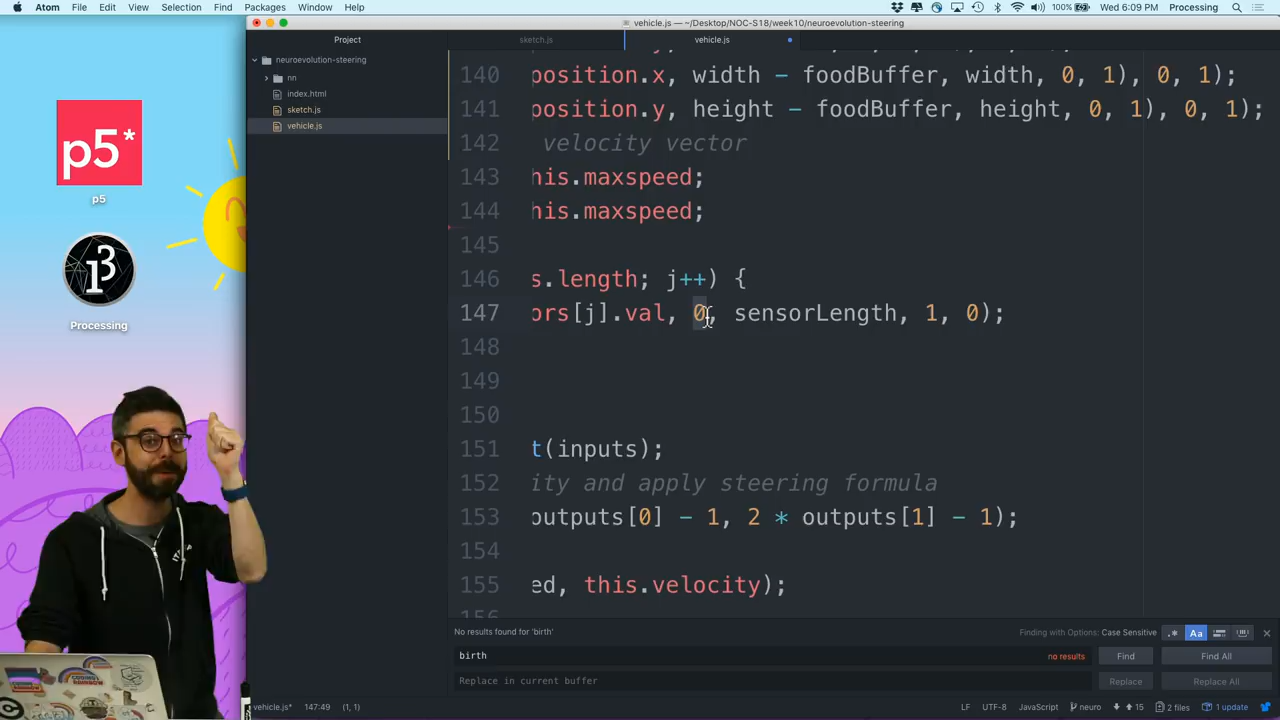 Atom File Edit View Selection Find Packages Window Help
100% Wed 6:09 PM Processing
vehicle.js — ~/Desktop/NOC-S18/week10/neuroevolution-steering
Project
sketch.js
vehicle.js
neuroevolution-steering
nn
index.html
sketch.js
vehicle.js
p5*
p5
13
Processing
140 position.x, width - foodBuffer, width, 0, 1), 0, 1);
141 position.y, height - foodBuffer, height, 0, 1), 0, 1);
142 velocity vector
143 his.maxspeed;
144 his.maxspeed;
145
146 s.length; j++) {
147 ors[j].val, 0, sensorLength, 1, 0);
148
149
150
151 t(inputs);
152 ity and apply steering formula
153 outputs[0] - 1, 2 * outputs[1] - 1);
154
155 ed, this.velocity);
156
No results found for 'birth'
Finding with Options: Case Sensitive
.* Aa
birth
no results
Find
Find All
Replace in current buffer
Replace
Replace All
vehicle.js* 147:49 (1, 1)
LF UTF-8 JavaScript neuro 15 2 files 1 update
CODING
RAINBOW